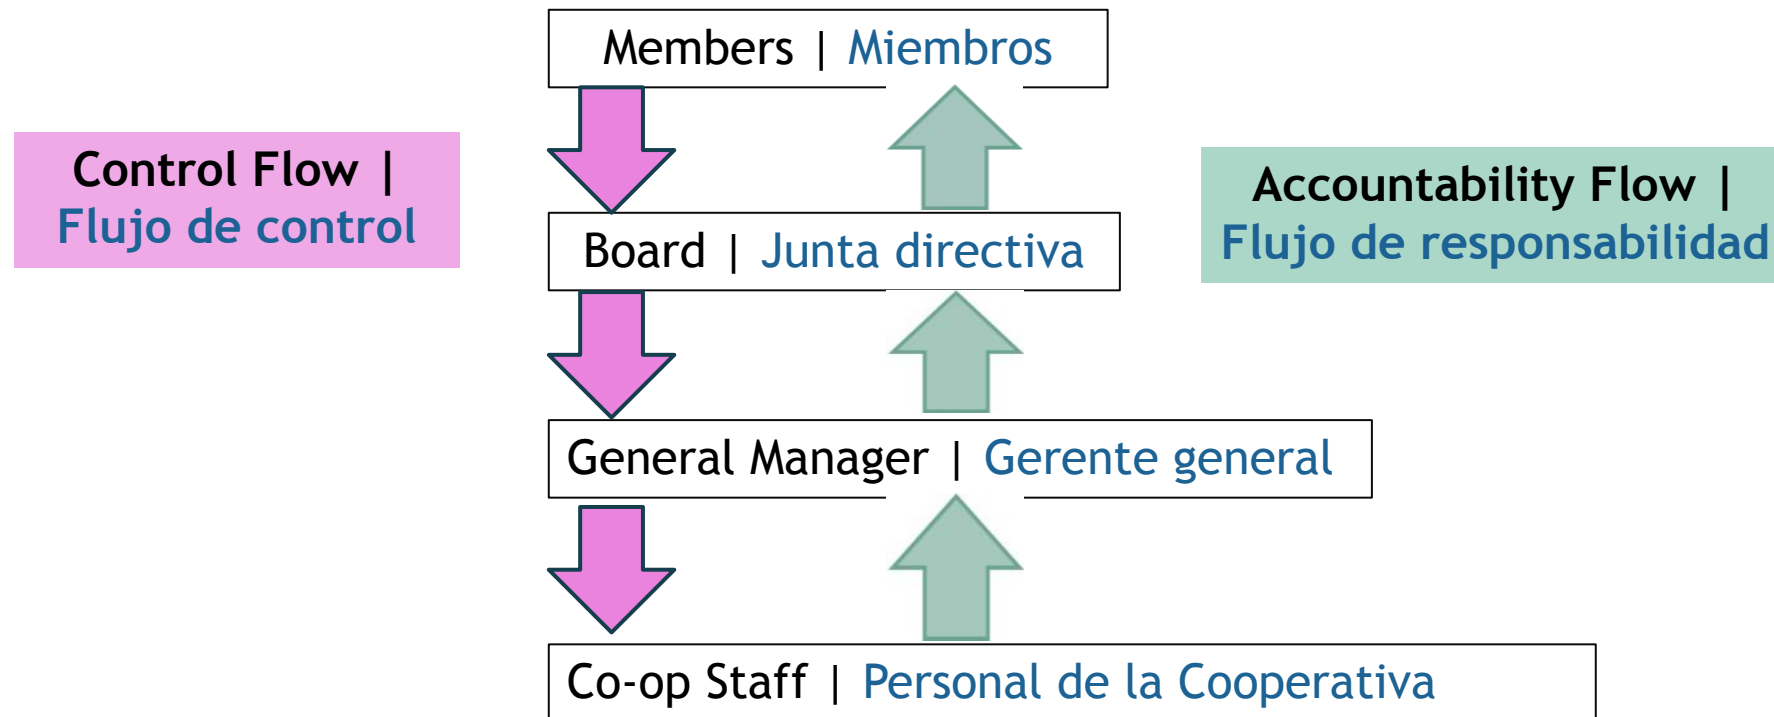 Members | Miembros
Control Flow |
Flujo de control
Accountability Flow |
Flujo de responsabilidad
Board | Junta directiva
General Manager | Gerente general
Co-op Staff | Personal de la Cooperativa